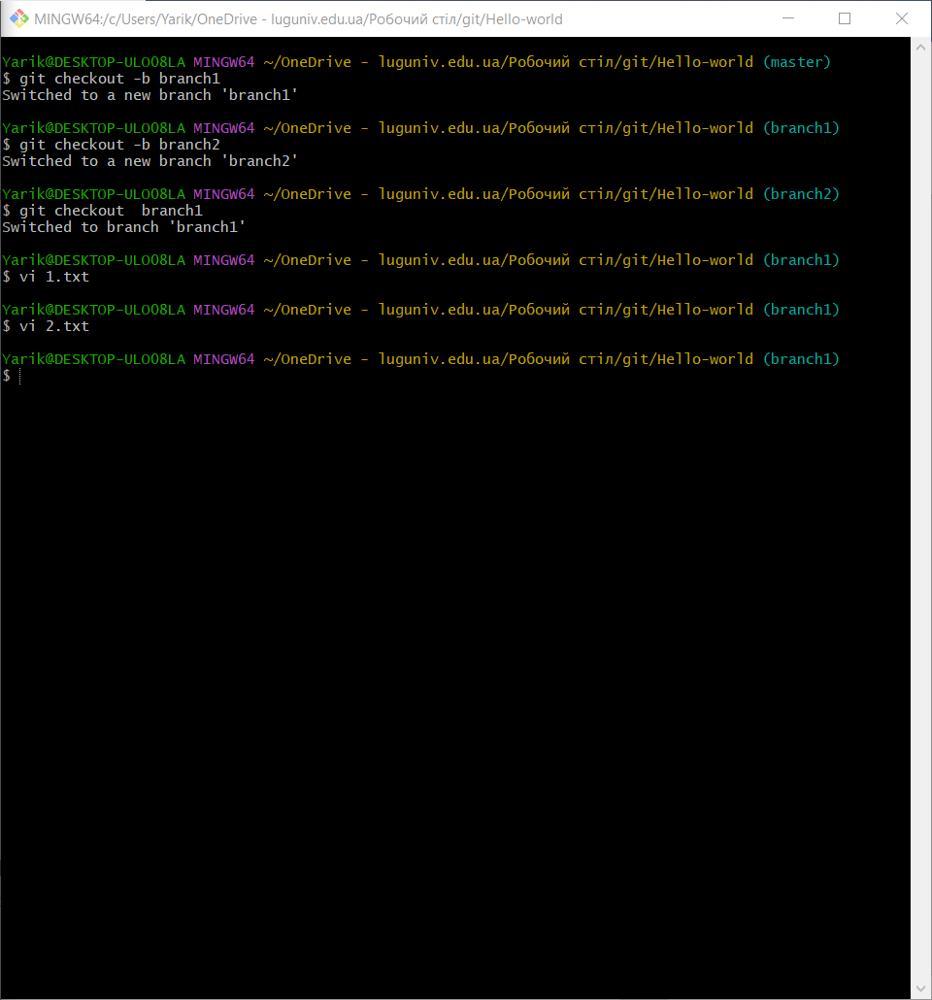 MINGW64:/c/Users/Yarik/OneDrive - luguniv.edu.ua/Робочий стіл/git/Hello-world
Yarik@DESKTOP-ULOO8LA MINGW64 ~/OneDrive - luguniv.edu.ua/Робочий стіл/git/Hello-world (master)
$ git checkout -b branch1
Switched to a new branch 'branch1'
Yarik@DESKTOP-ULOO8LA MINGW64 ~/OneDrive - luguniv.edu.ua/Робочий стіл/git/Hello-world (branch1)
$ git checkout -b branch2
Switched to a new branch 'branch2'
Yarik@DESKTOP-ULOO8LA MINGW64 ~/OneDrive - luguniv.edu.ua/Робочий стіл/git/Hello-world (branch2)
$ git checkout  branch1
Switched to branch 'branch1'
Yarik@DESKTOP-ULOO8LA MINGW64 ~/OneDrive - luguniv.edu.ua/Робочий стіл/git/Hello-world (branch1)
$ vi 1.txt
Yarik@DESKTOP-ULOO8LA MINGW64 ~/OneDrive - luguniv.edu.ua/Робочий стіл/git/Hello-world (branch1)
$ vi 2.txt
Yarik@DESKTOP-ULOO8LA MINGW64 ~/OneDrive - luguniv.edu.ua/Робочий стіл/git/Hello-world (branch1)
$